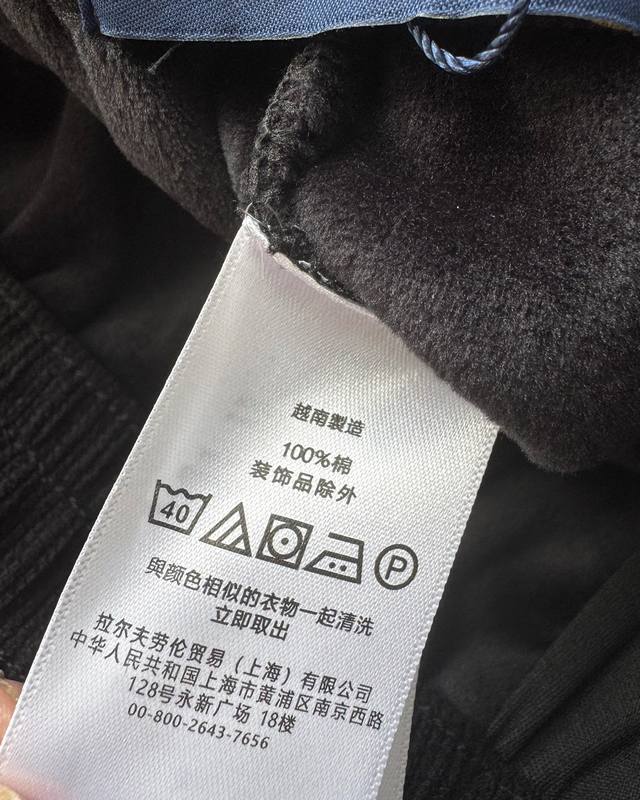 越南製造
100%棉
装饰品除外
40
P
與颜色相似的衣物一起清洗
立即取出
拉尔夫劳伦贸易（上海）有限公司
中华人民共和国上海市黄浦区南京西路
128号永新广场 18楼
00-800-2643-7656